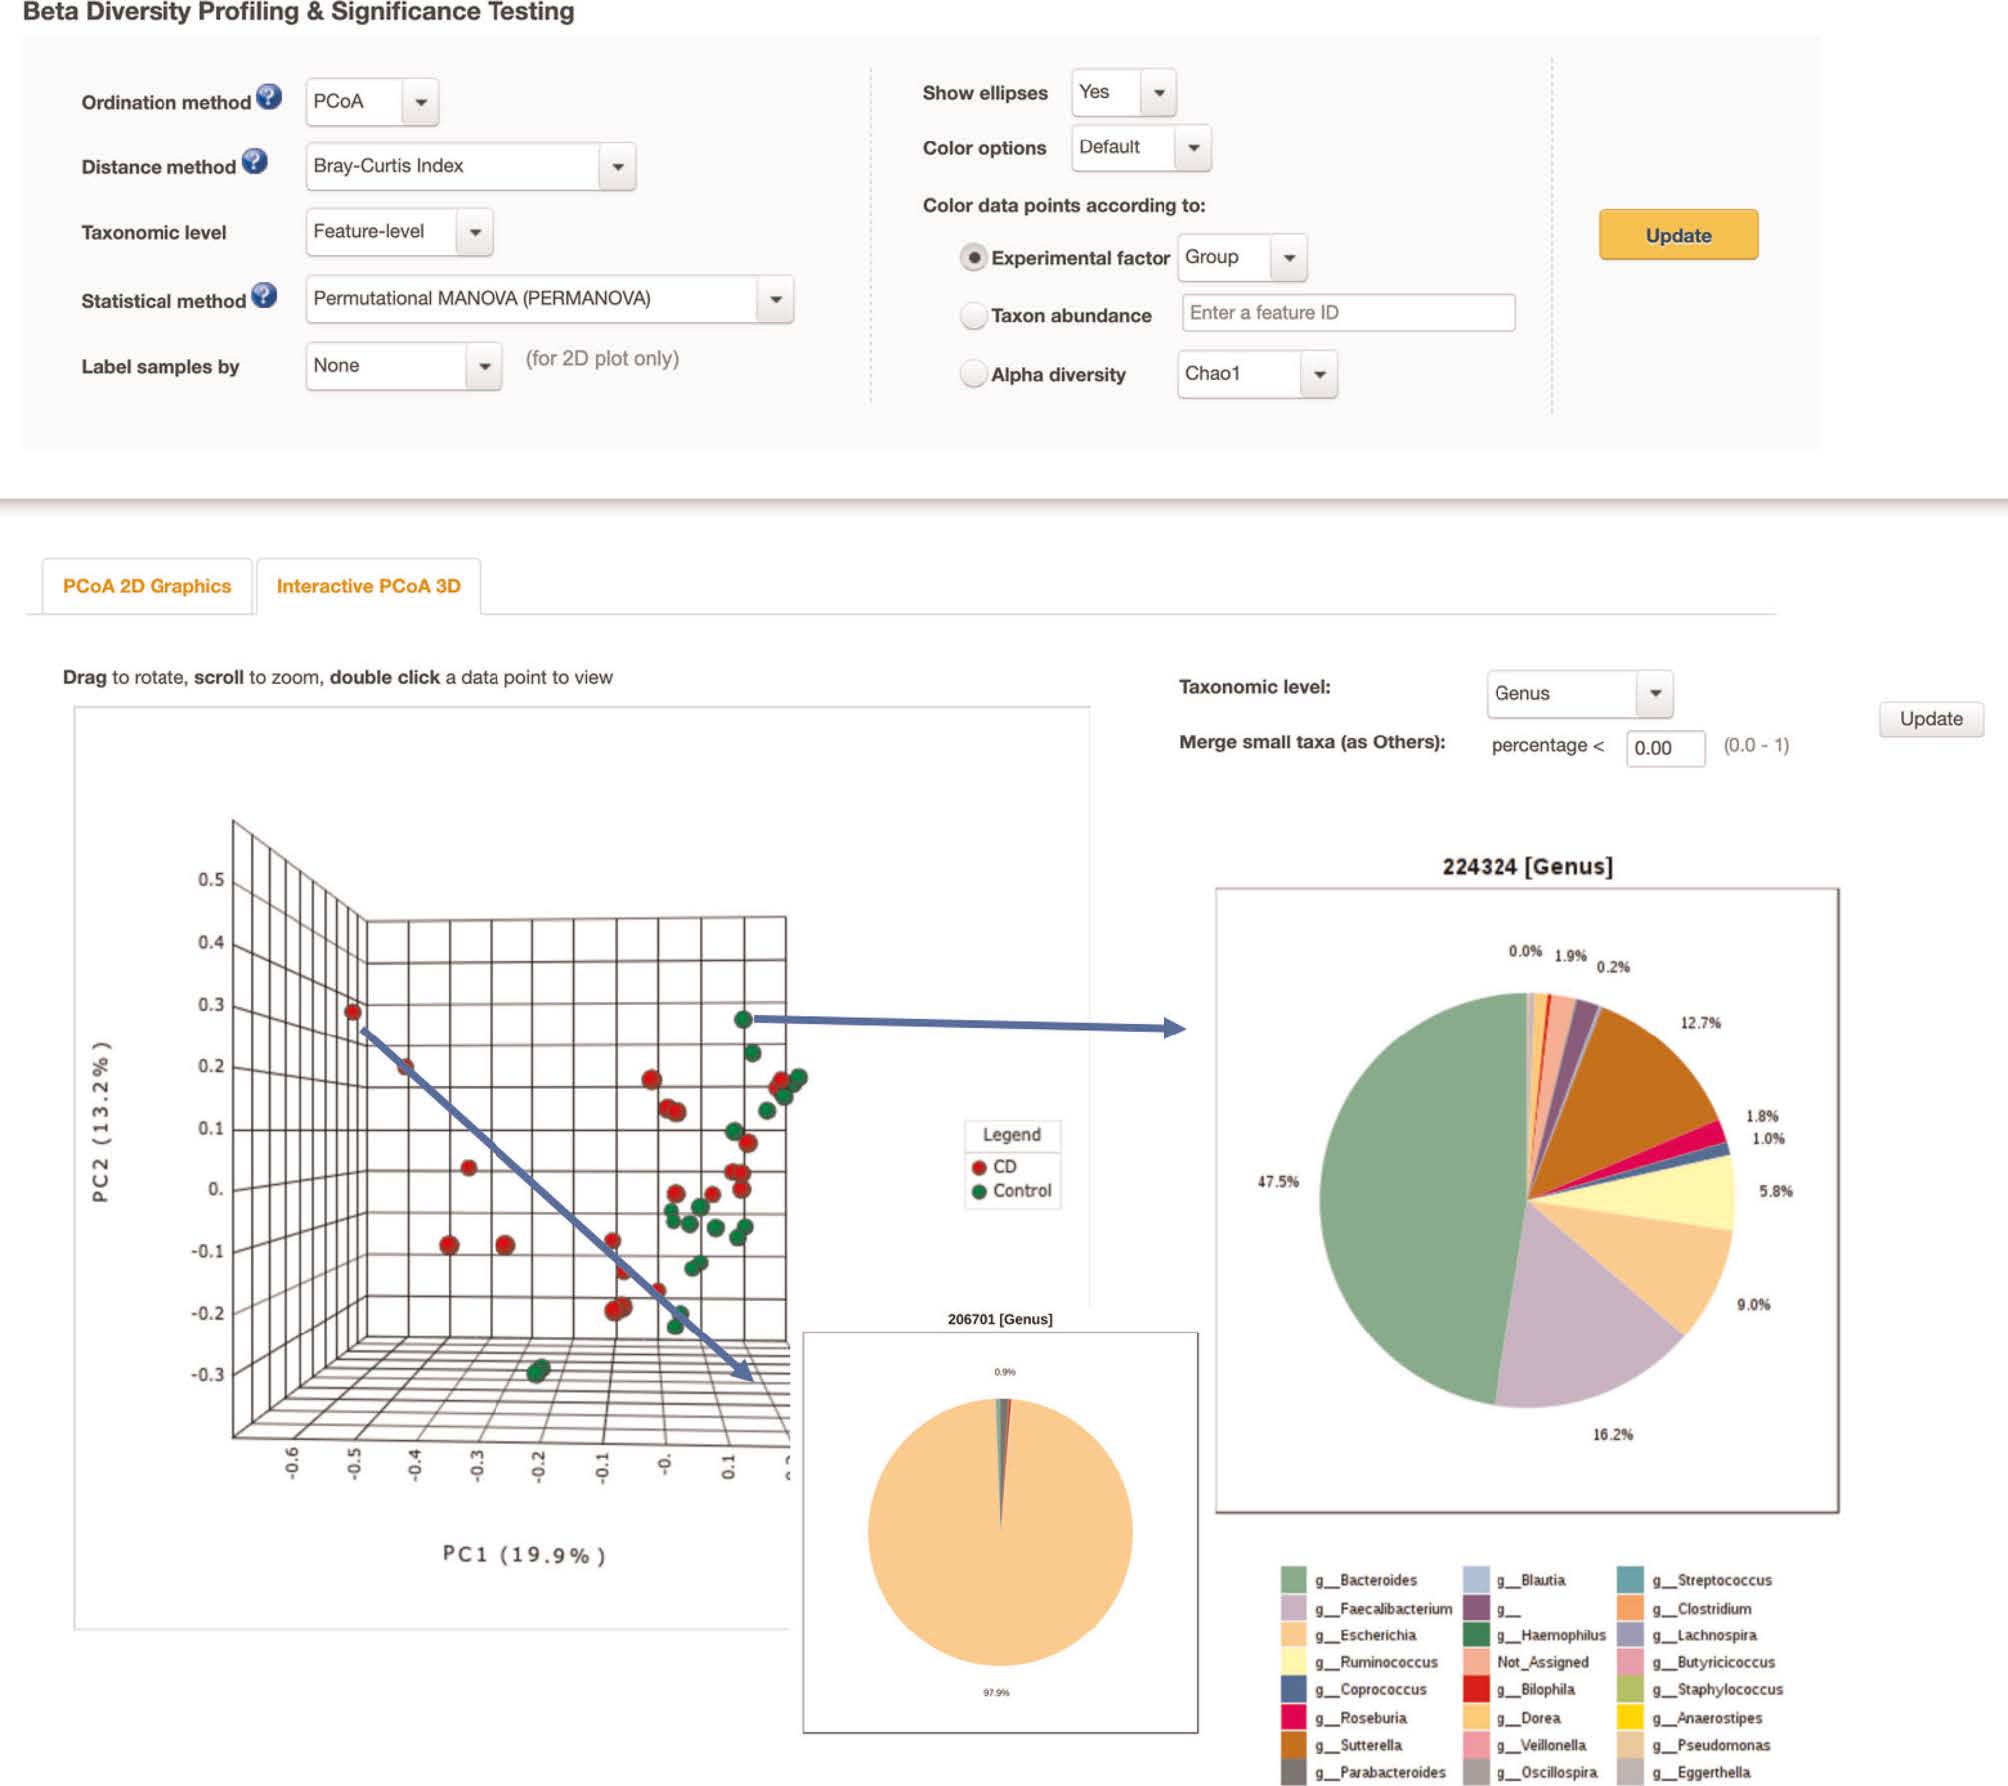 Beta Diversity Profiling & Significance Testing
Ordination method ? PCoA
Distance method ? Bray-Curtis Index
Taxonomic level Feature-level
Statistical method ? Permutational MANOVA (PERMANOVA)
Label samples by None (for 2D plot only)
Show ellipses Yes
Color options Default
Color data points according to:
Experimental factor Group
Taxon abundance Enter a feature ID
Alpha diversity Chao1
Update
PCoA 2D Graphics Interactive PCoA 3D
Drag to rotate, scroll to zoom, double click a data point to view
Taxonomic level: Genus
Merge small taxa (as Others): percentage < 0.00 (0.0 - 1)
Update
PC2 (13.2%)
0.5
0.4
0.3
0.2
0.1
0.
-0.1
-0.2
-0.3
-0.6 -0.5 -0.4 -0.3 -0.2 -0.1 -0. 0.1
PC1 (19.9%)
Legend
CD
Control
206701 [Genus]
0.9%
97.9%
224324 [Genus]
0.0% 1.9% 0.2%
12.7%
1.8%
1.0%
5.8%
9.0%
16.2%
47.5%
g__Bacteroides g__Blautia g__Streptococcus
g__Faecalibacterium g__ g__Clostridium
g__Escherichia g__Haemophilus g__Lachnospira
g__Ruminococcus Not_Assigned g__Butyricicoccus
g__Coprococcus g__Bilophila g__Staphylococcus
g__Roseburia g__Dorea g__Anaerostipes
g__Sutterella g__Veillonella g__Pseudomonas
g__Parabacteroides g__Oscillospira g__Eggerthella